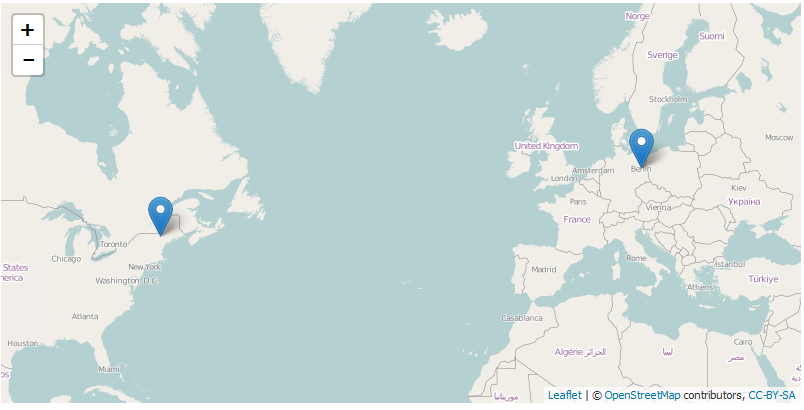 +
−
Norge
Suomi
Sverige
Stockholm
Moscow
United Kingdom
Amsterdam
Berlin
London
Kiev
Україна
Paris
Vienna
France
Toronto
Chicago
New York
Washington, D.C.
States
merica
Rome
Istanbul
Madrid
Türkiye
Athens
Casablanca
Atlanta
Houston
Miami
Cairo
Algérie الجزائر
ليبيا
مصر
موريتانيا
os
Leaflet | © OpenStreetMap contributors, CC-BY-SA